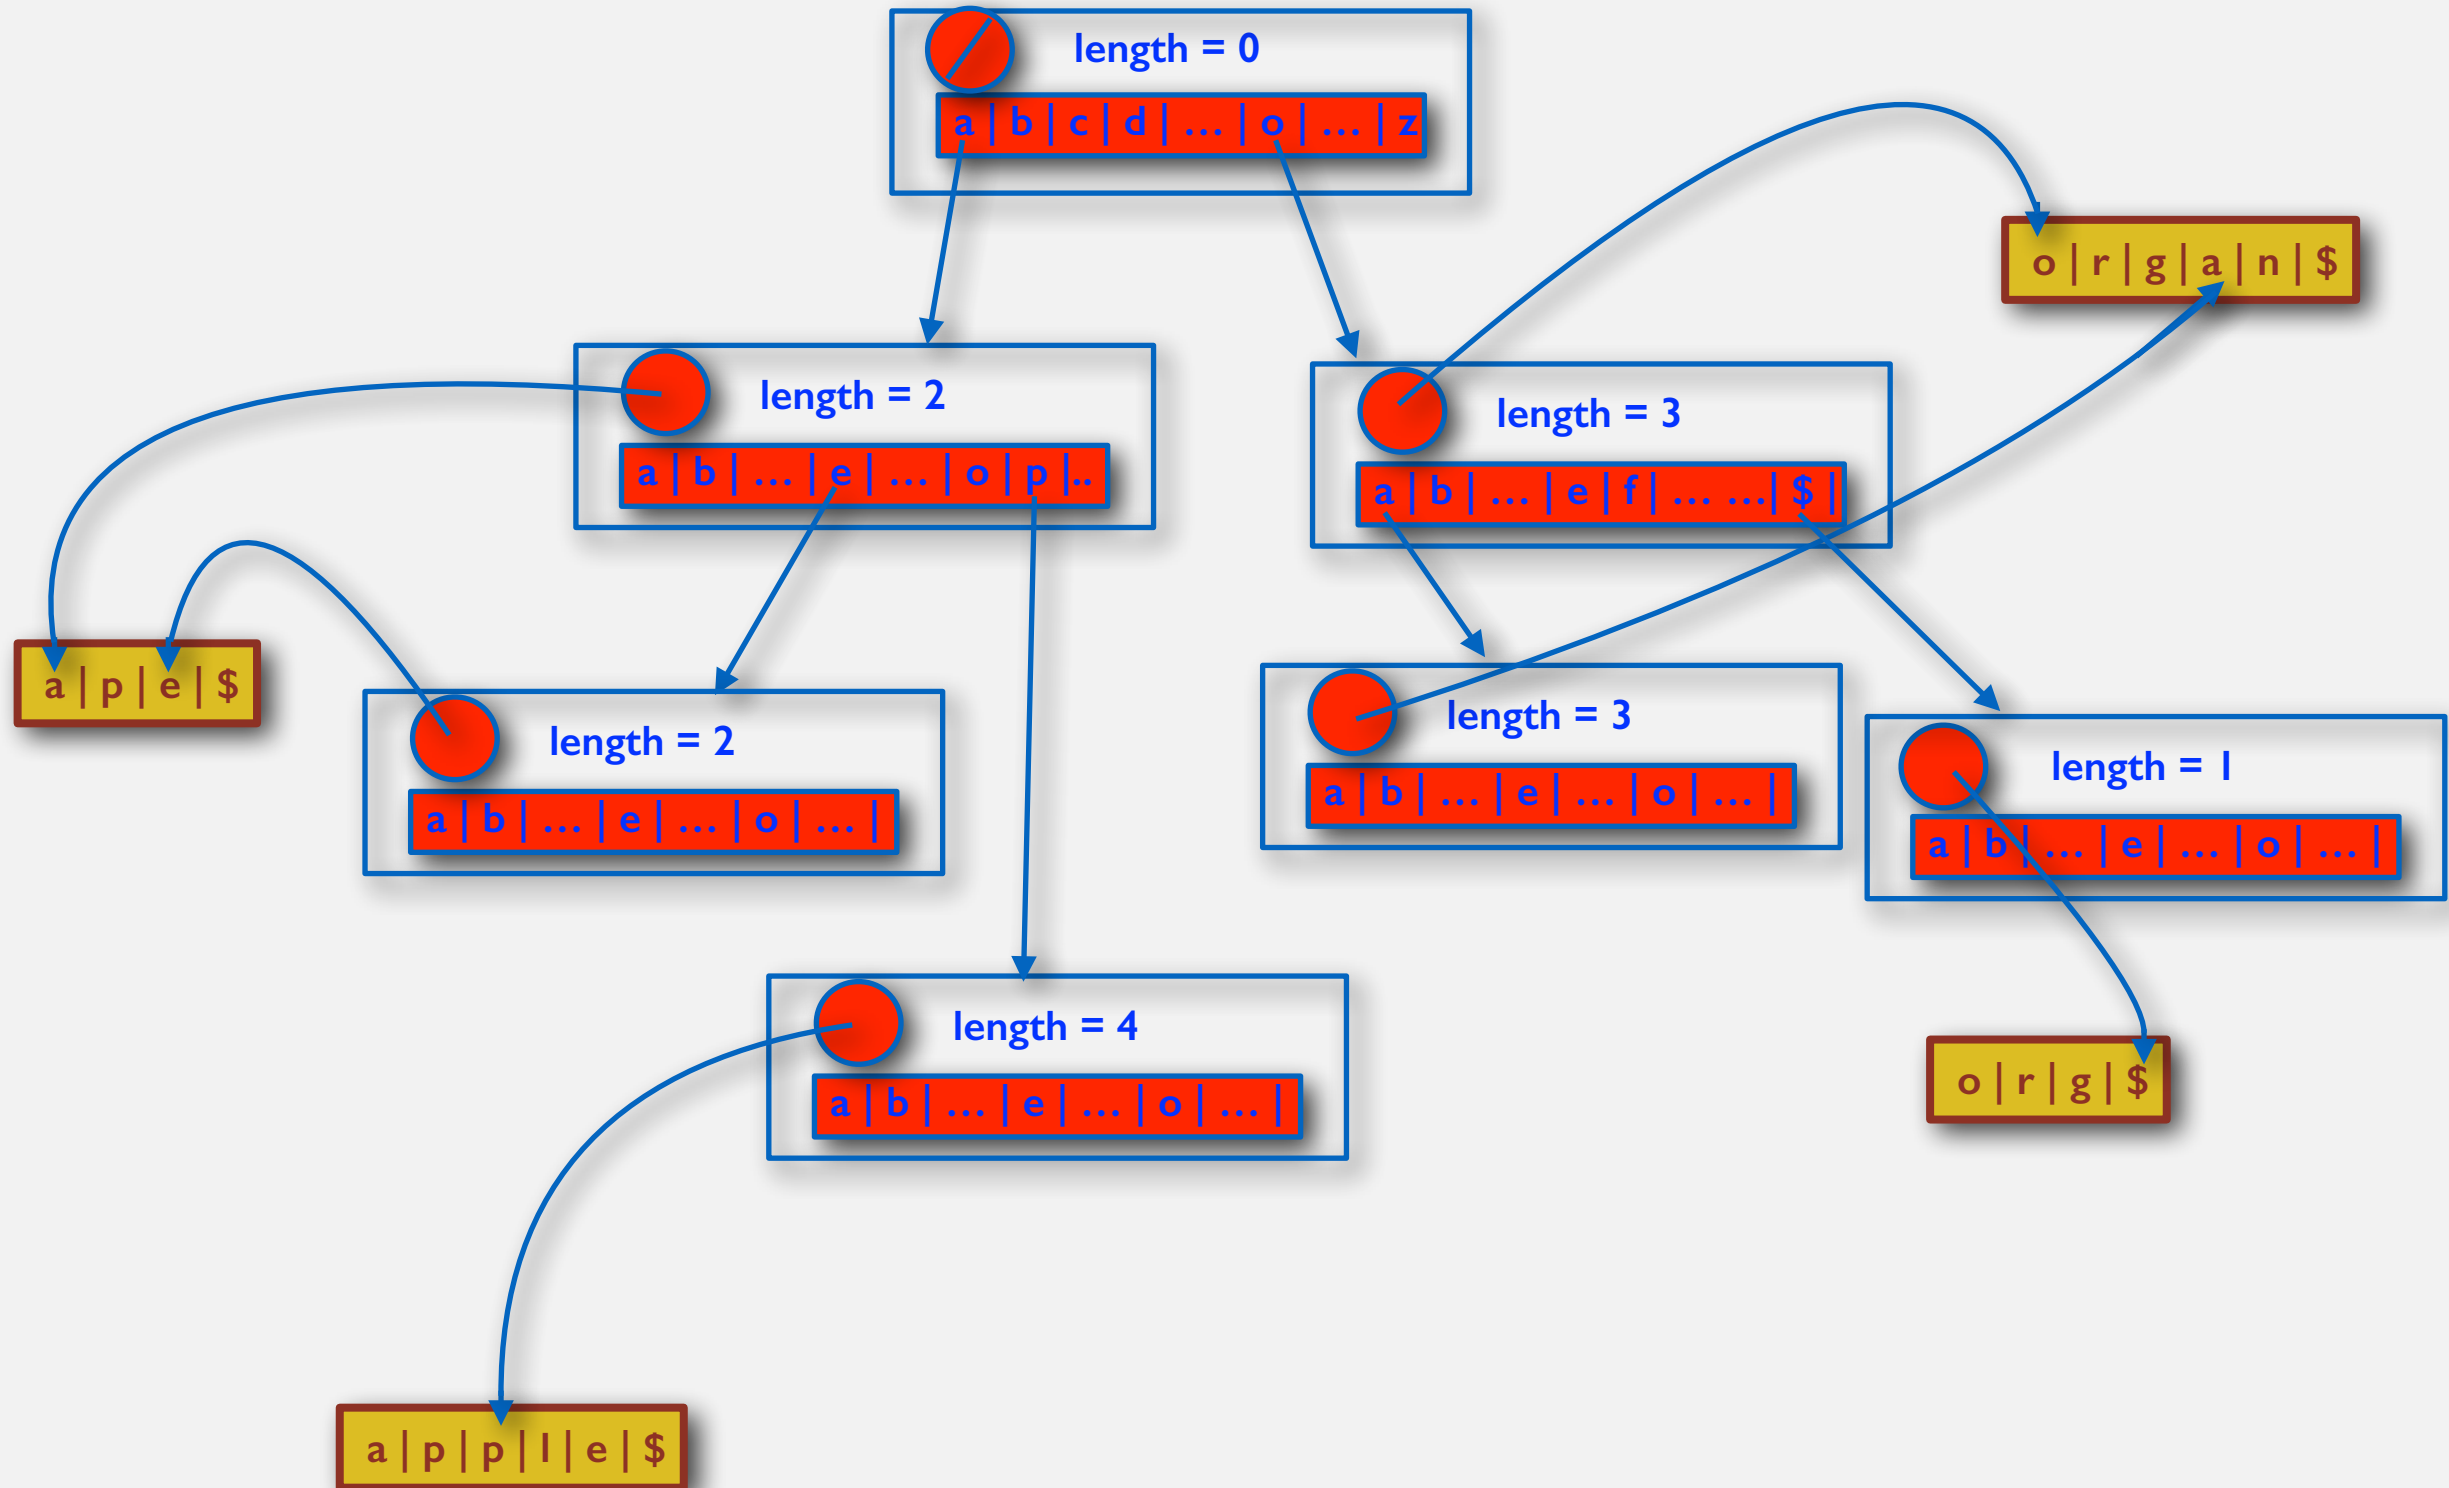 length = 0
a | b | c | d | ... | o | ... | z
o | r | g | a | n | $
length = 2
a | b | ... | e | ... | o | p |..
length = 3
a | b | ... | e | f | ... ...| $ |
a | p | e | $
length = 2
a | b | ... | e | ... | o | ... |
length = 3
a | b | ... | e | ... | o | ... |
length = 1
a | b | ... | e | ... | o | ... |
length = 4
a | b | ... | e | ... | o | ... |
o | r | g | $
a | p | p | l | e | $